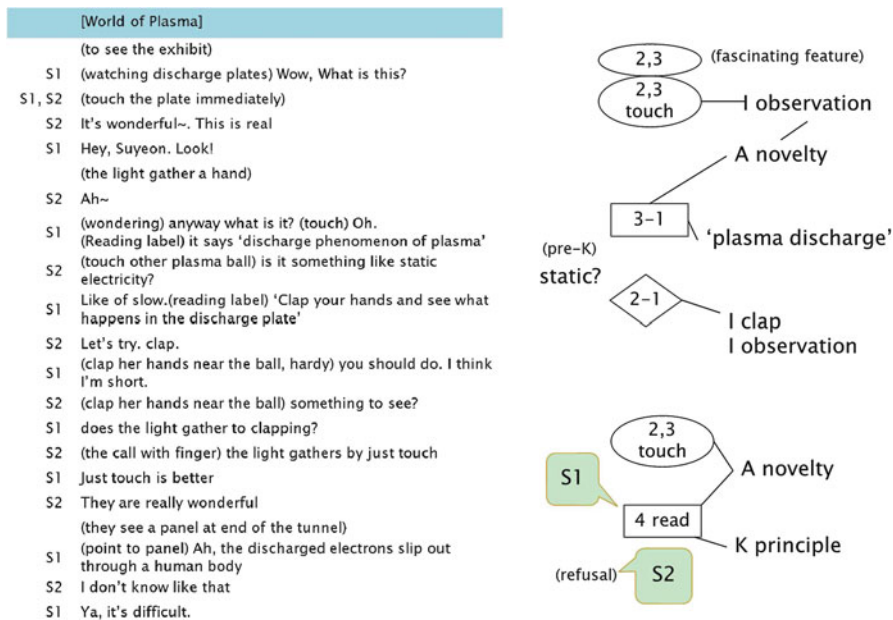 [World of Plasma]
(to see the exhibit)
S1 (watching discharge plates) Wow, What is this?
S1, S2 (touch the plate immediately)
S2 It's wonderful~. This is real
S1 Hey, Suyeon. Look!
(the light gather a hand)
S2 Ah~
S1 (wondering) anyway what is it? (touch) Oh.
(Reading label) it says 'discharge phenomenon of plasma'
S2 (touch other plasma ball) is it something like static
electricity?
S1 Like of slow.(reading label) 'Clap your hands and see what
happens in the discharge plate'
S2 Let's try. clap.
S1 (clap her hands near the ball, hardy) you should do. I think
I'm short.
S2 (clap her hands near the ball) something to see?
S1 does the light gather to clapping?
S2 (the call with finger) the light gathers by just touch
S1 Just touch is better
S2 They are really wonderful
(they see a panel at end of the tunnel)
S1 (point to panel) Ah, the discharged electrons slip out
through a human body
S2 I don't know like that
S1 Ya, it's difficult.
2,3 (fascinating feature)
2,3
touch
I observation
A novelty
3-1
'plasma discharge'
(pre-K)
static?
2-1
I clap
I observation
2,3
touch
A novelty
S1
4 read
K principle
(refusal) S2